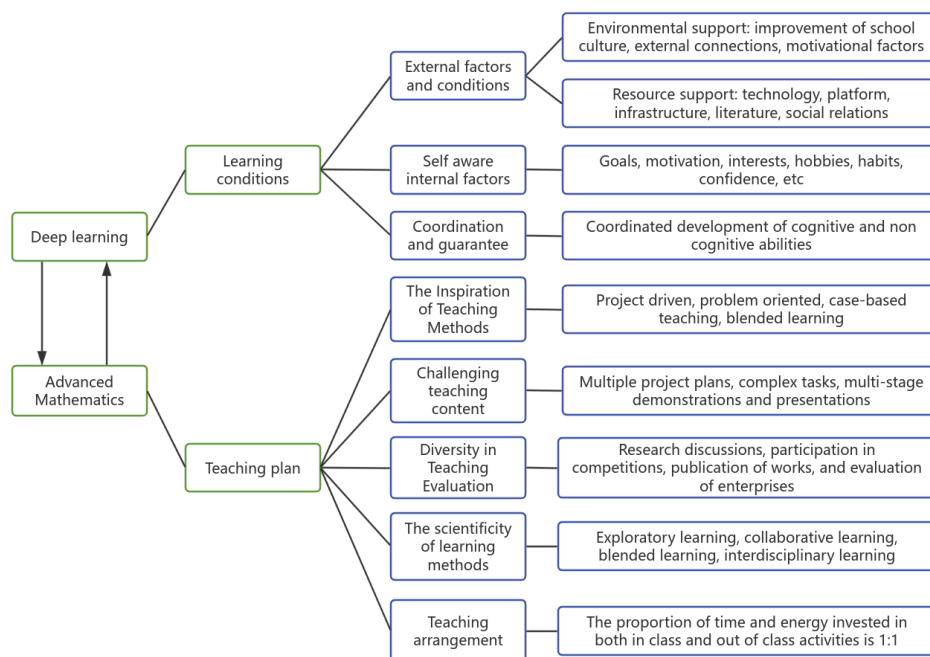 Environmental support: improvement of school
culture, external connections, motivational factors
External factors
and conditions
Resource support: technology, platform,
infrastructure, literature, social relations
Learning
conditions
Self aware
internal factors
Goals, motivation, interests, hobbies, habits,
confidence, etc
Deep learning
Coordination
and guarantee
Coordinated development of cognitive and non
cognitive abilities
The Inspiration
of Teaching
Methods
Project driven, problem oriented, case-based
teaching, blended learning
Advanced
Mathematics
Challenging
teaching
content
Multiple project plans, complex tasks, multi-stage
demonstrations and presentations
Teaching plan
Diversity in
Teaching
Evaluation
Research discussions, participation in
competitions, publication of works, and evaluation
of enterprises
The scientificity
of learning
methods
Exploratory learning, collaborative learning,
blended learning, interdisciplinary learning
Teaching
arrangement
The proportion of time and energy invested in
both in class and out of class activities is 1:1